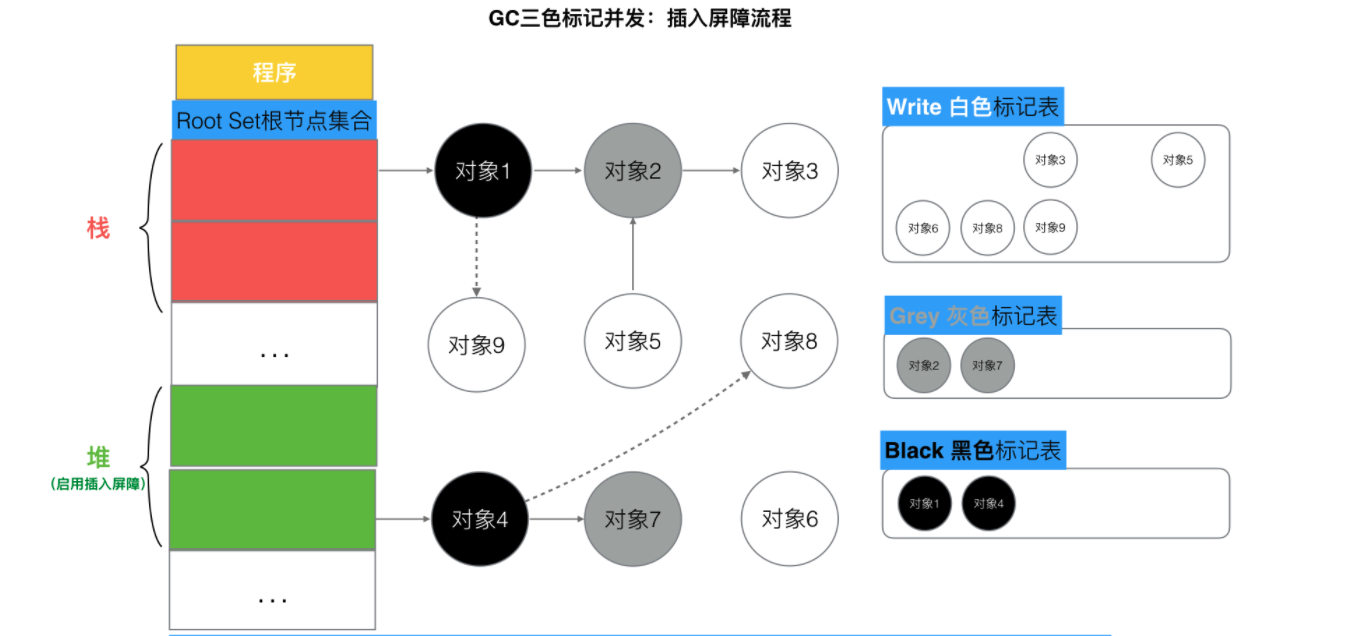 GC三色标记并发：插入屏障流程
程序
Root Set根节点集合
栈
...
堆
（启用插入屏障）
...
对象1
对象2
对象3
对象9
对象5
对象8
对象4
对象7
对象6
Write 白色标记表
对象3
对象5
对象6
对象8
对象9
Grey 灰色标记表
对象2
对象7
Black 黑色标记表
对象1
对象4